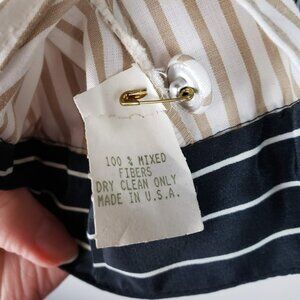 100 % MIXED
FIBERS
DRY CLEAN ONLY
MADE IN U.S.A.